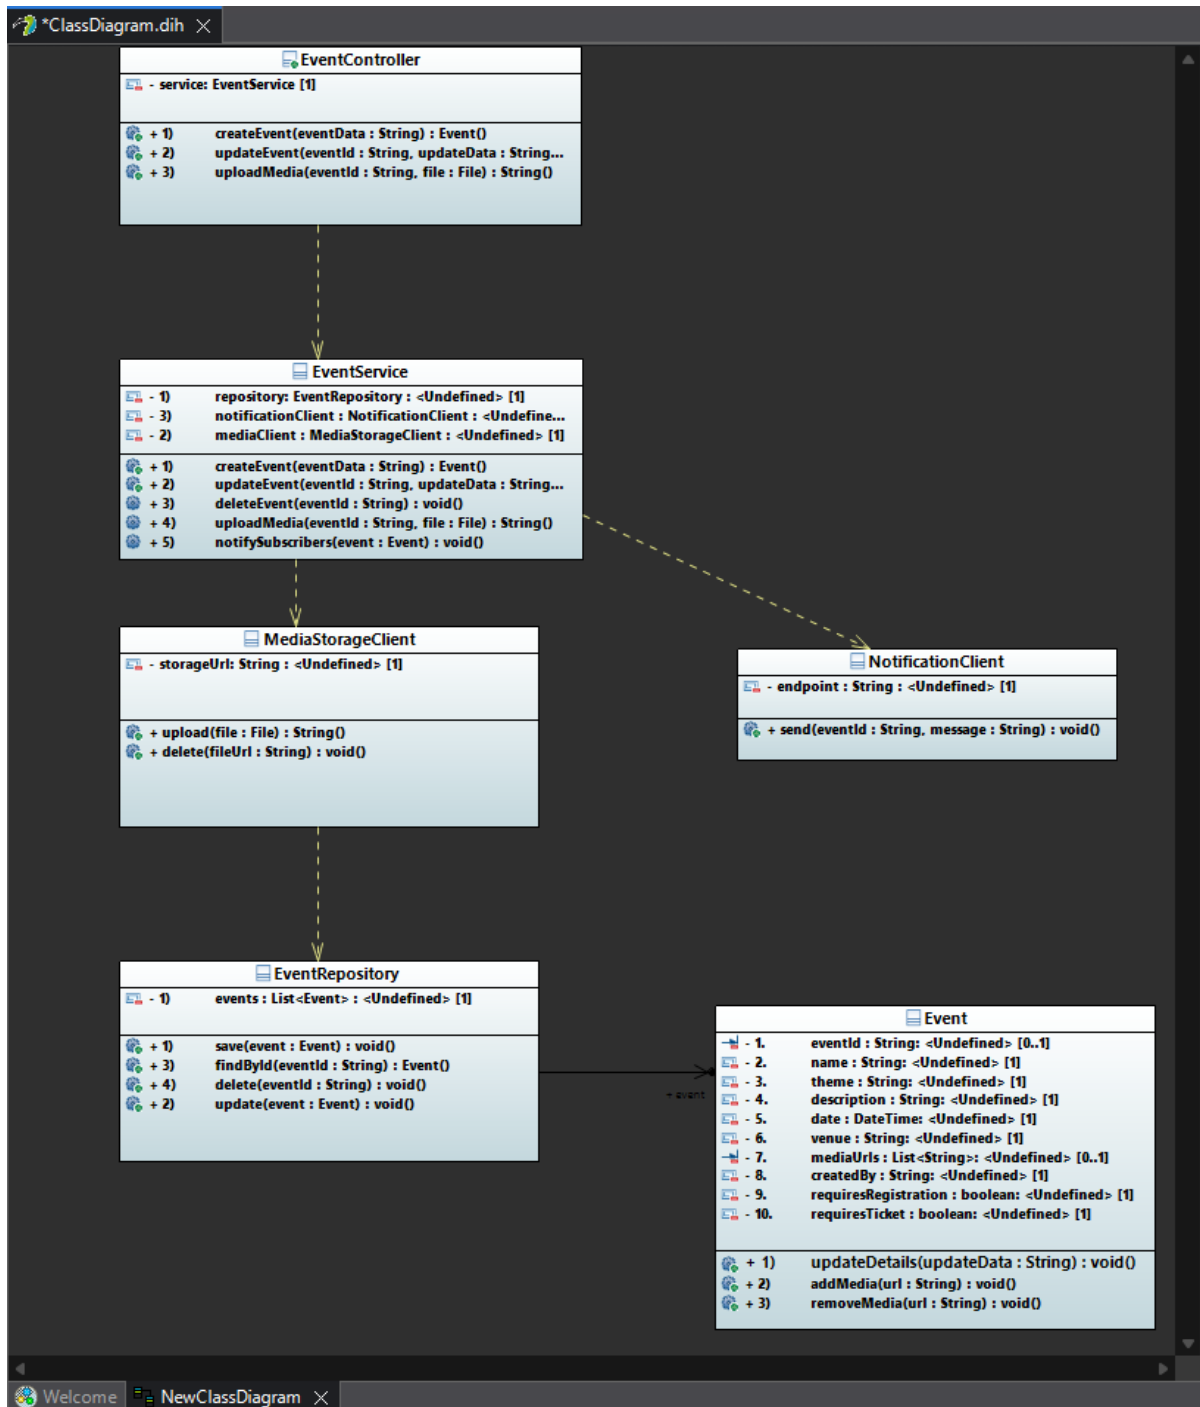 *ClassDiagram.dih
EventController
- service: EventService [1]
+ 1) createEvent(eventData : String) : Event()
+ 2) updateEvent(eventId : String, updateData : String...
+ 3) uploadMedia(eventId : String, file : File) : String()
EventService
- 1) repository: EventRepository : <Undefined> [1]
- 3) notificationClient : NotificationClient : <Undefine...
- 2) mediaClient : MediaStorageClient : <Undefined> [1]
+ 1) createEvent(eventData : String) : Event()
+ 2) updateEvent(eventId : String, updateData : String...
+ 3) deleteEvent(eventId : String) : void()
+ 4) uploadMedia(eventId : String, file : File) : String()
+ 5) notifySubscribers(event : Event) : void()
MediaStorageClient
- storageUrl: String : <Undefined> [1]
+ upload(file : File) : String()
+ delete(fileUrl : String) : void()
NotificationClient
- endpoint : String : <Undefined> [1]
+ send(eventId : String, message : String) : void()
EventRepository
- 1) events : List<Event> : <Undefined> [1]
+ 1) save(event : Event) : void()
+ 3) findById(eventId : String) : Event()
+ 4) delete(eventId : String) : void()
+ 2) update(event : Event) : void()
+ event
Event
- 1. eventId : String: <Undefined> [0..1]
- 2. name : String: <Undefined> [1]
- 3. theme : String: <Undefined> [1]
- 4. description : String: <Undefined> [1]
- 5. date : DateTime: <Undefined> [1]
- 6. venue : String: <Undefined> [1]
- 7. mediaUrls : List<String>: <Undefined> [0..1]
- 8. createdBy : String: <Undefined> [1]
- 9. requiresRegistration : boolean: <Undefined> [1]
- 10. requiresTicket : boolean: <Undefined> [1]
+ 1) updateDetails(updateData : String) : void()
+ 2) addMedia(url : String) : void()
+ 3) removeMedia(url : String) : void()
Welcome
NewClassDiagram